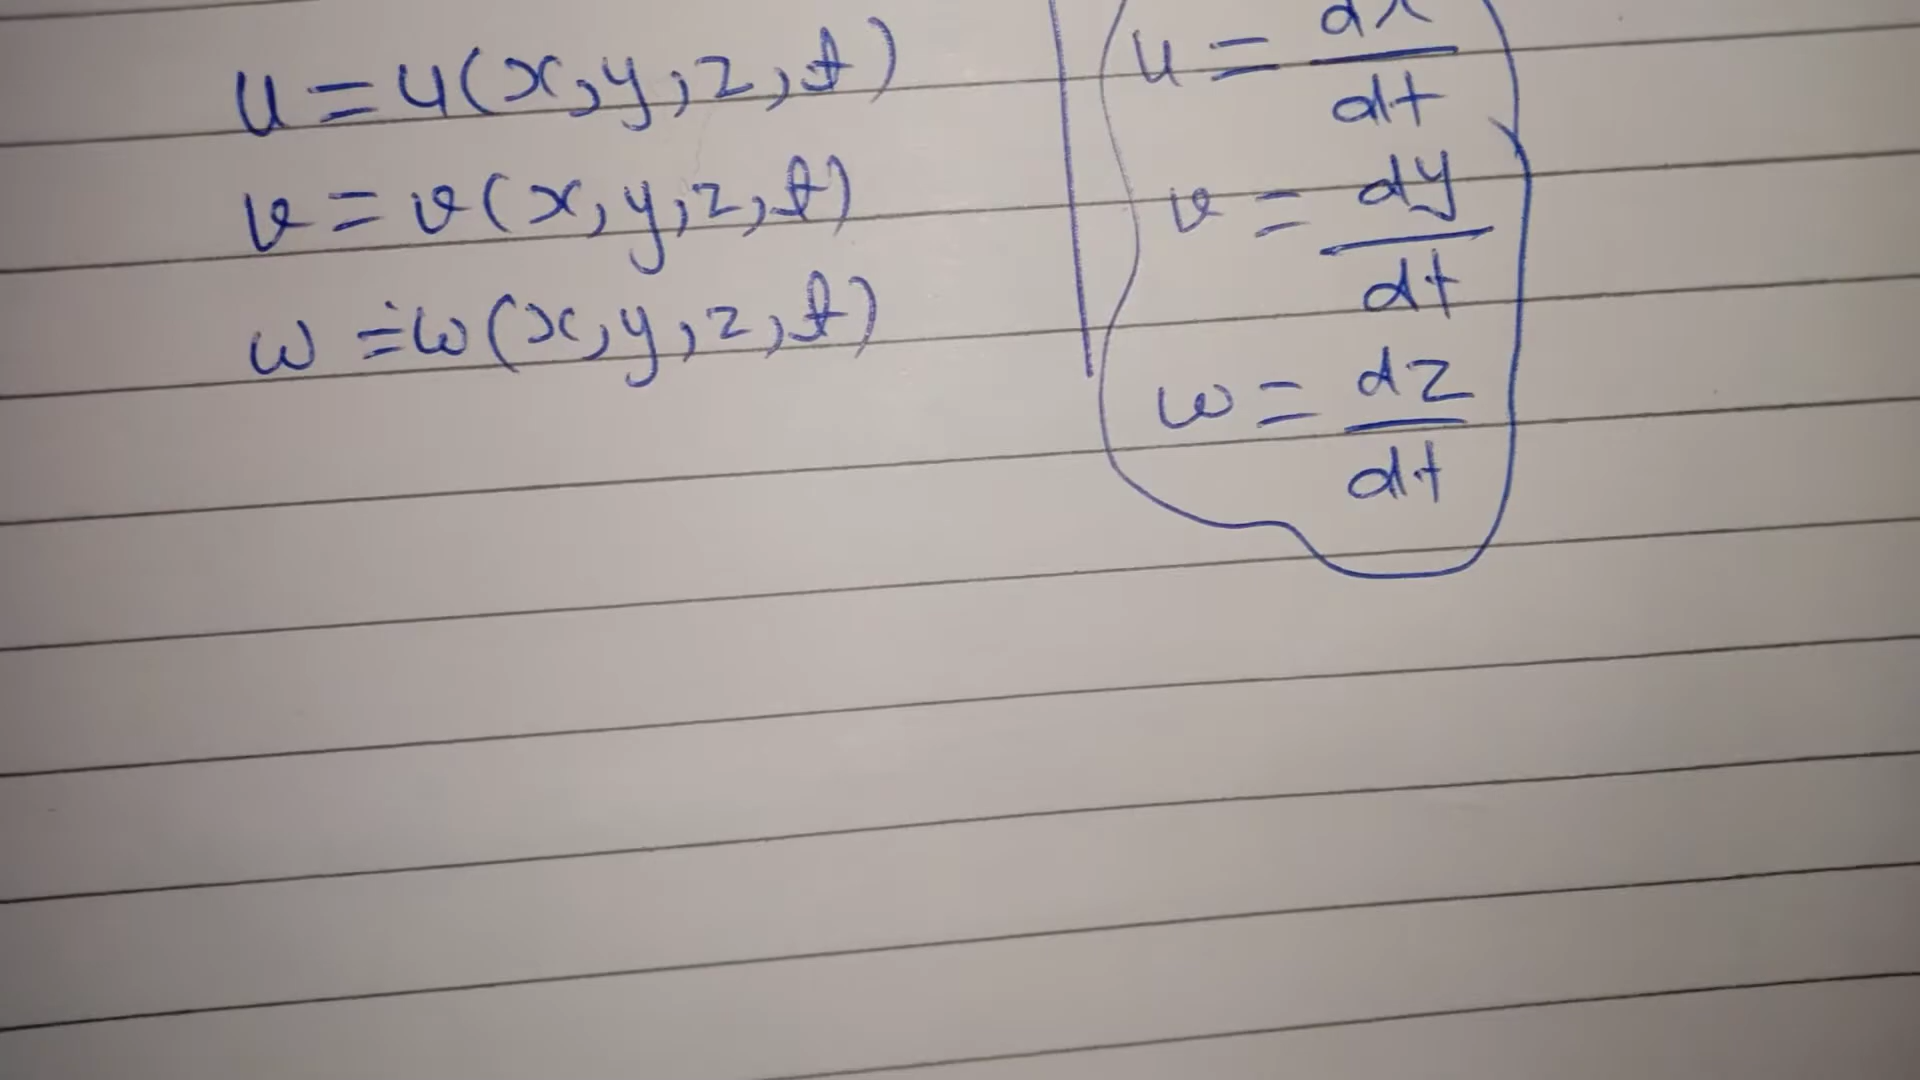 u = u(x,y,z,t)
v = v(x,y,z,t)
w = w(x,y,z,t)
u = dx/dt
v = dy/dt
w = dz/dt